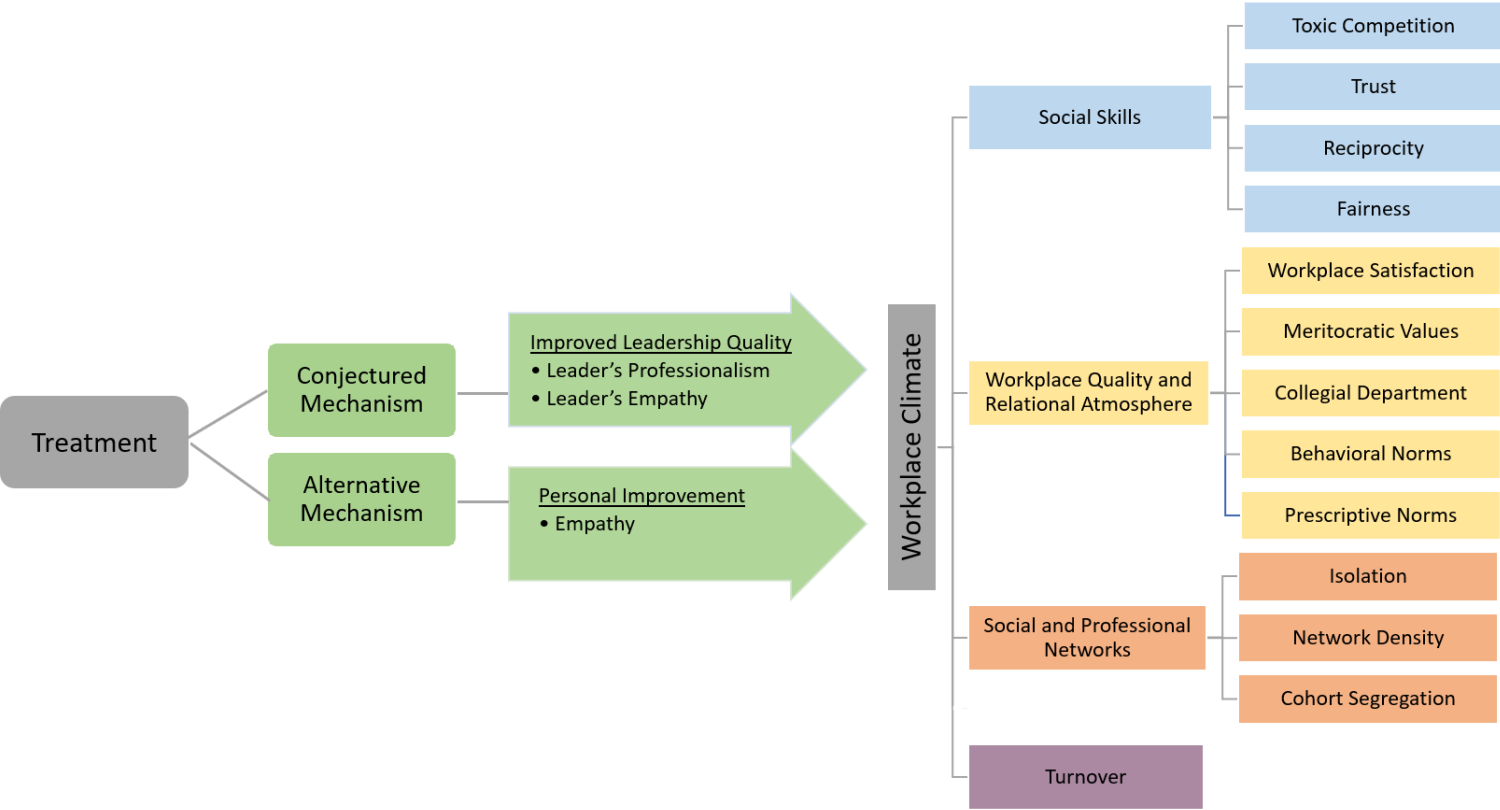 Treatment
Conjectured
Mechanism
Alternative
Mechanism
Improved Leadership Quality
• Leader’s Professionalism
• Leader’s Empathy
Personal Improvement
• Empathy
Workplace Climate
Social Skills
Toxic Competition
Trust
Reciprocity
Fairness
Workplace Quality and
Relational Atmosphere
Workplace Satisfaction
Meritocratic Values
Collegial Department
Behavioral Norms
Prescriptive Norms
Social and Professional
Networks
Isolation
Network Density
Cohort Segregation
Turnover